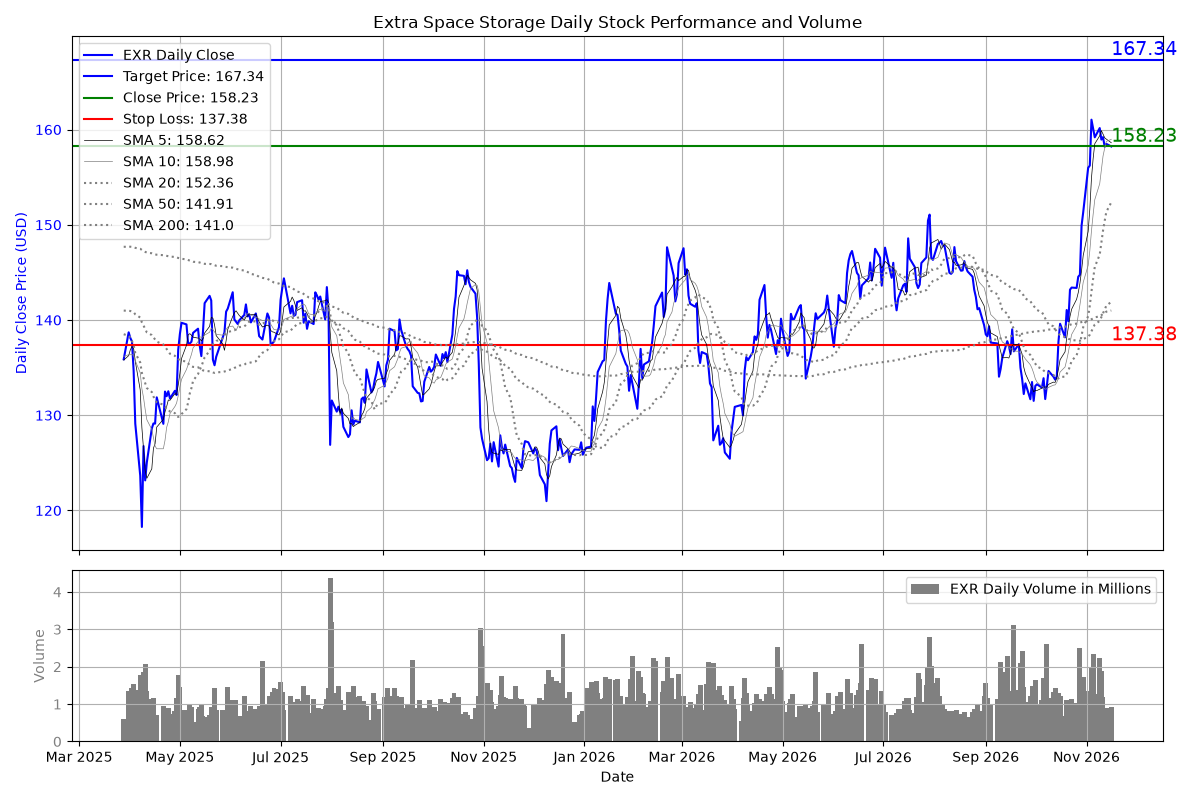 Extra Space Storage Daily Stock Performance and Volume
167.34
EXR Daily Close
Target Price: 167.34
Close Price: 158.23
Stop Loss: 137.38
SMA 5: 158.62
SMA 10: 158.98
SMA 20: 152.36
SMA 50: 141.91
SMA 200: 141.0
158.23
137.38
160
150
140
130
120
Daily Close Price (USD)
EXR Daily Volume in Millions
4
3
2
1
0
Volume
Mar 2025 May 2025 Jul 2025 Sep 2025 Nov 2025 Jan 2026 Mar 2026 May 2026 Jul 2026 Sep 2026 Nov 2026
Date